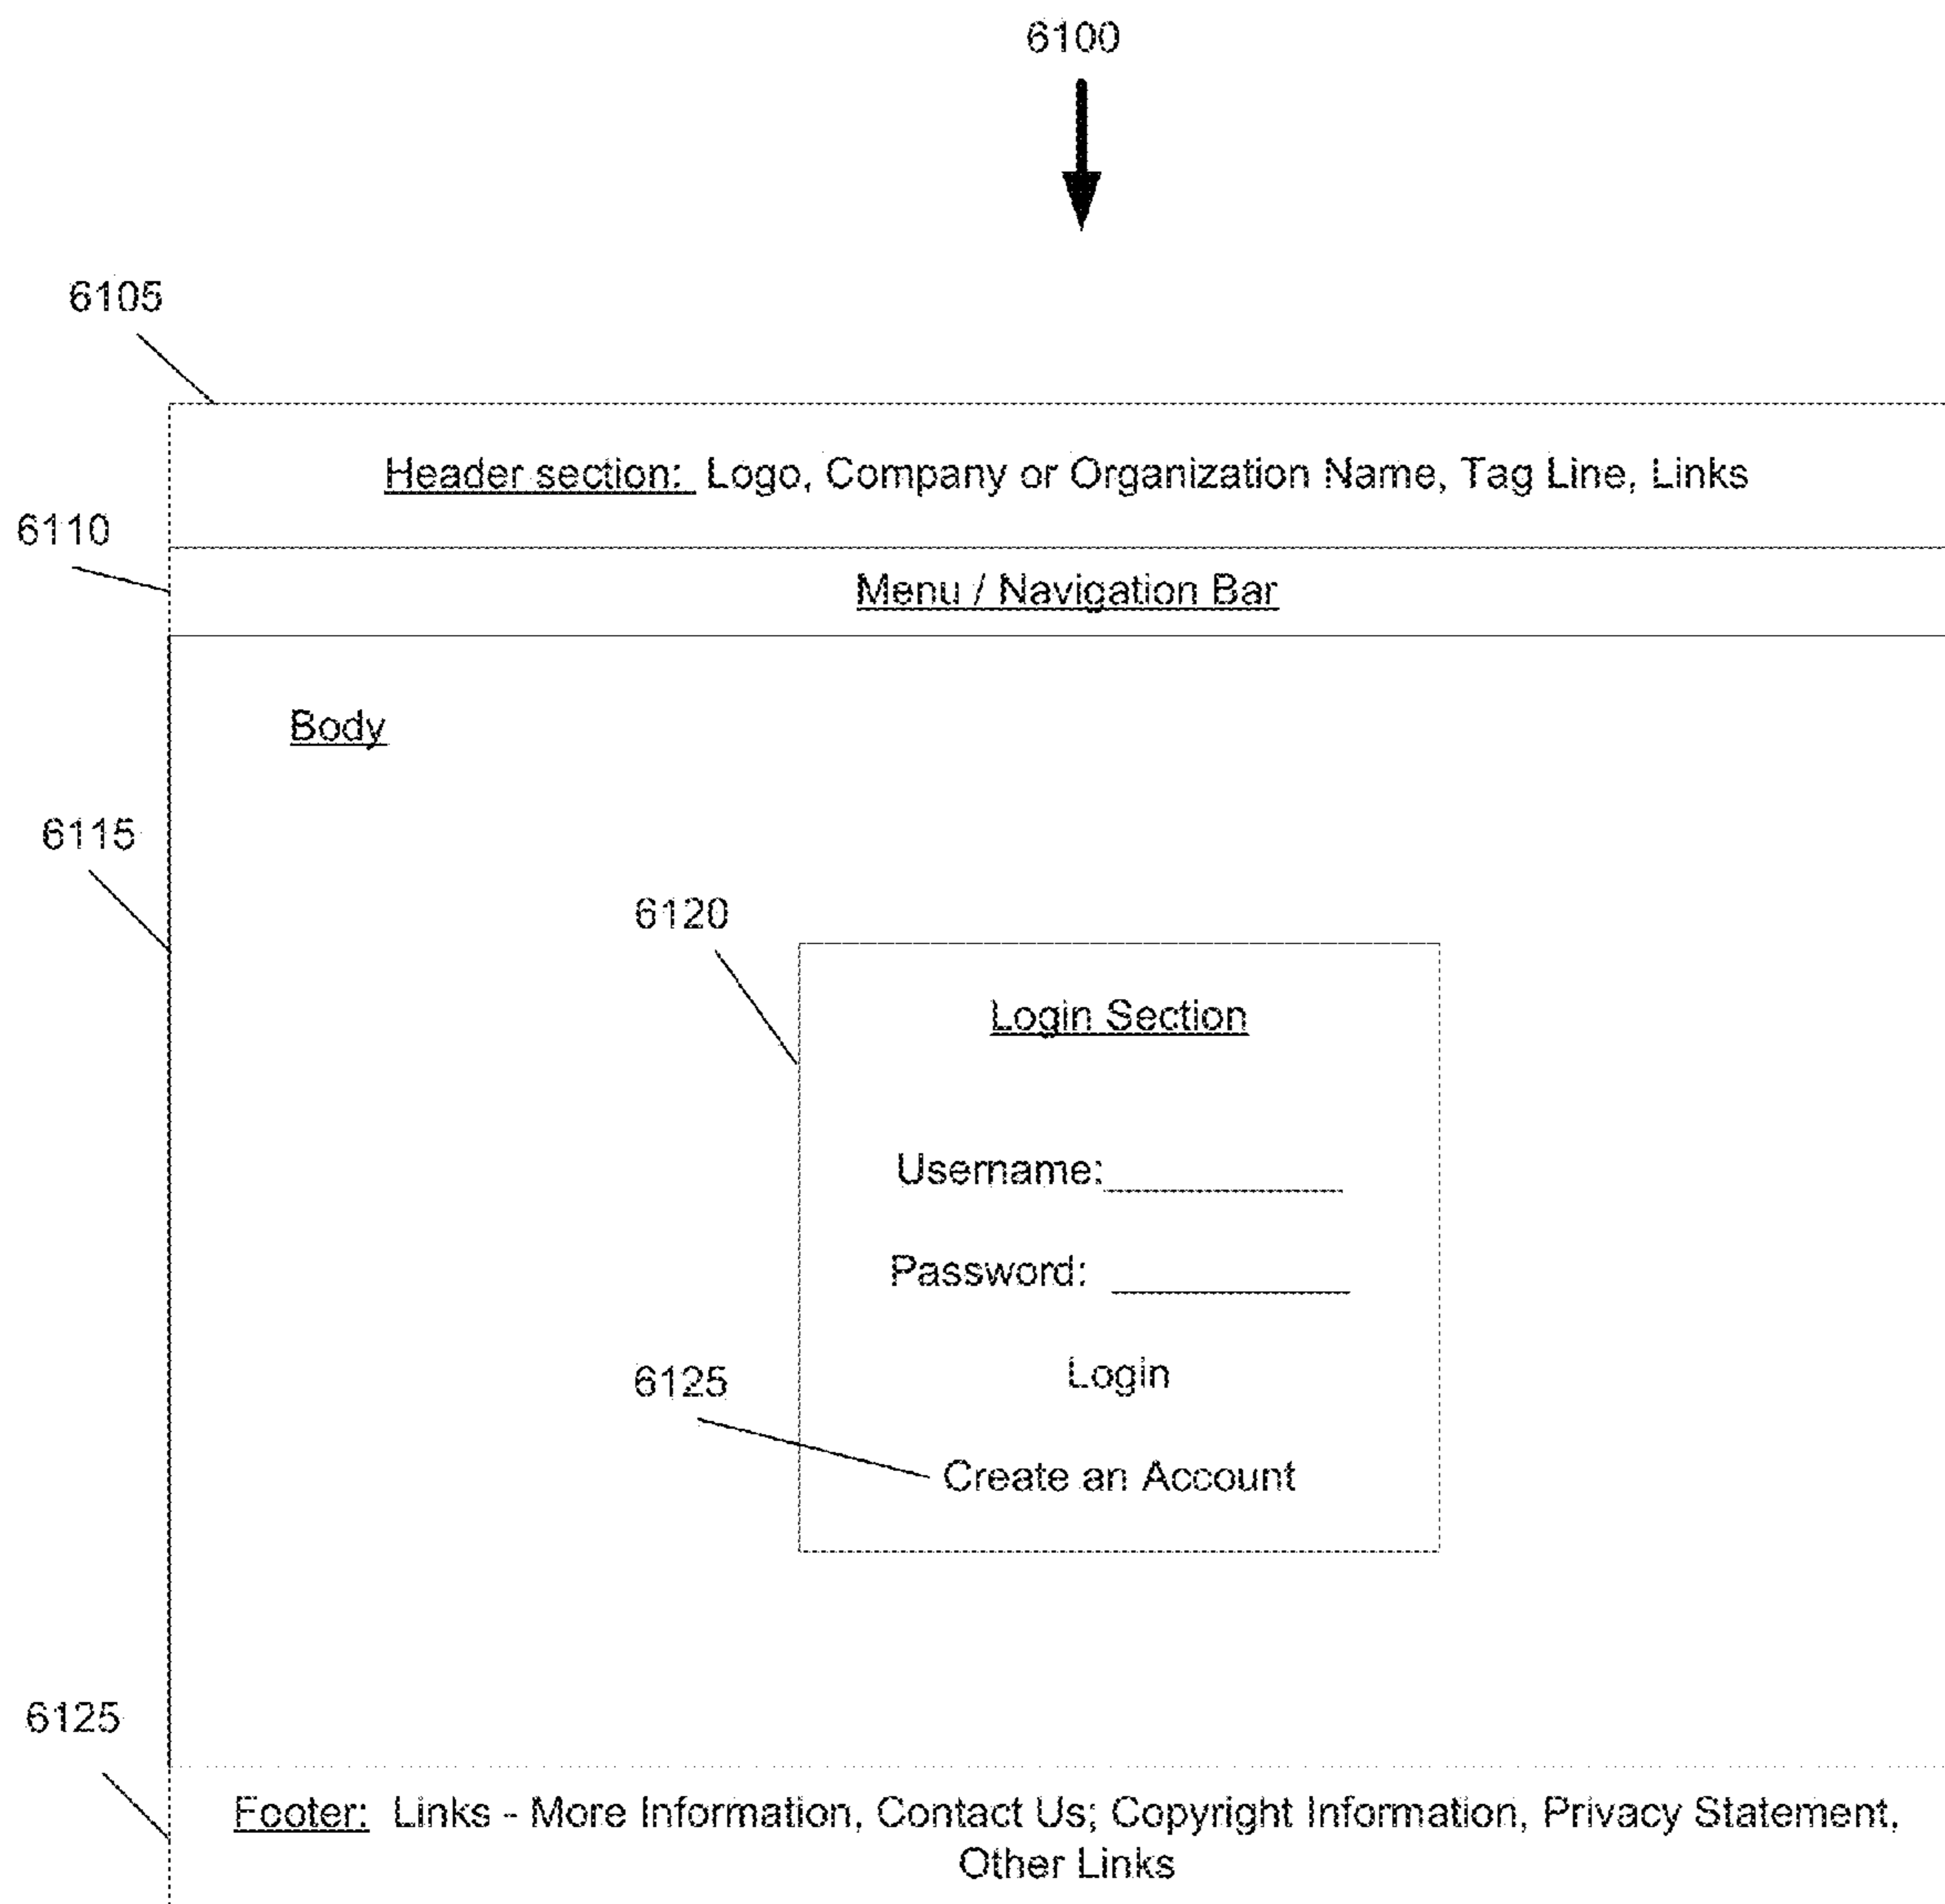 6100
6105
Header section: Logo, Company or Organization Name, Tag Line, Links
6110
Menu / Navigation Bar
Body
6115
6120
Login Section
Username:____________
Password: ____________
Login
6125
Create an Account
6125
Footer: Links - More Information, Contact Us; Copyright Information, Privacy Statement,
Other Links